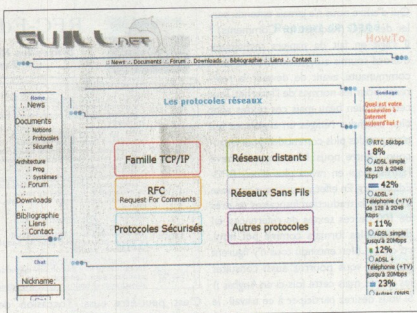 GUILL.NET
HowTo
:: News :. Documents :. Forum :. Downloads :. Bibliographie :. Liens :. Contact ::
Home
:. News
:.
Documents
:. Notions
:. Protocoles
:. Sécurité
:.
Architecture
:. Prog
:. Systèmes
:. Forum
:.
Downloads
:.
Bibliographie
:. Liens
:. Contact
Chat
Nickname:
Les protocoles réseaux
Famille TCP/IP
Réseaux distants
RFC
Request For Comments
Réseaux Sans Fils
Protocoles Sécurisés
Autres protocoles
Sondage
Quel est votre
connexion à
Internet
aujourd'hui ?
RTC 56kbps
8%
ADSL simple
de 128 à 2048
Kbps
42%
ADSL +
Téléphone (+TV)
de 128 à 2048
Kbps
11%
ADSL simple
jusqu'à 20Mbps
12%
ADSL +
Téléphone (+TV)
jusqu'à 20Mbps
23%